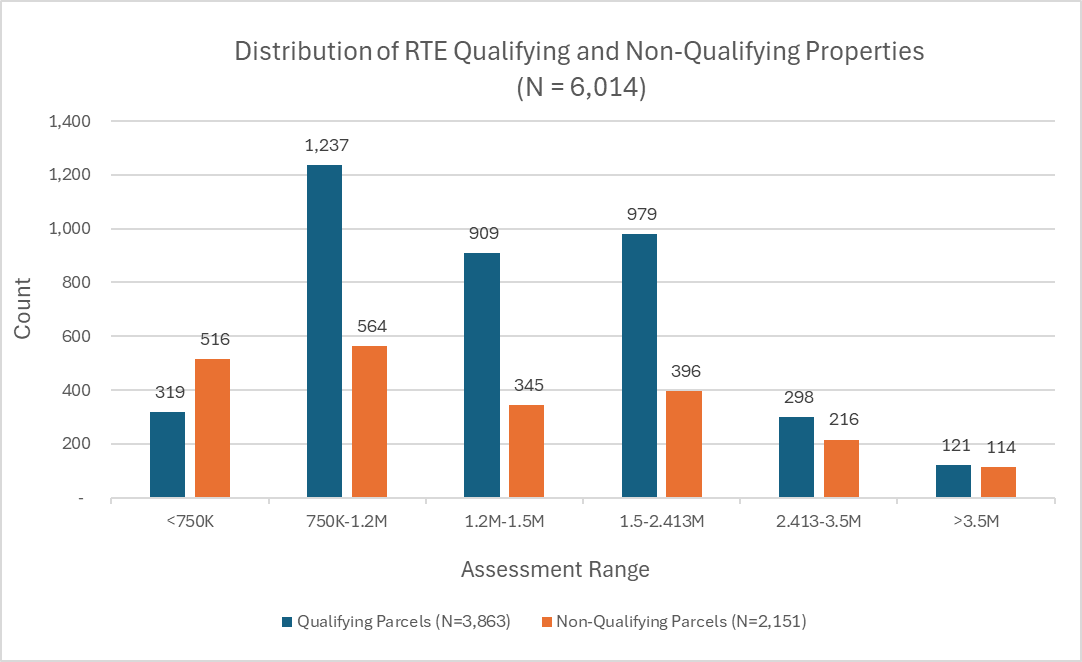 Distribution of RTE Qualifying and Non-Qualifying Properties
(N = 6,014)
1,400
1,200
1,000
800
600
400
200
-
Count
319
516
1,237
564
909
345
979
396
298
216
121
114
<750K
750K-1.2M
1.2M-1.5M
1.5-2.413M
2.413-3.5M
>3.5M
Assessment Range
Qualifying Parcels (N=3,863)
Non-Qualifying Parcels (N=2,151)